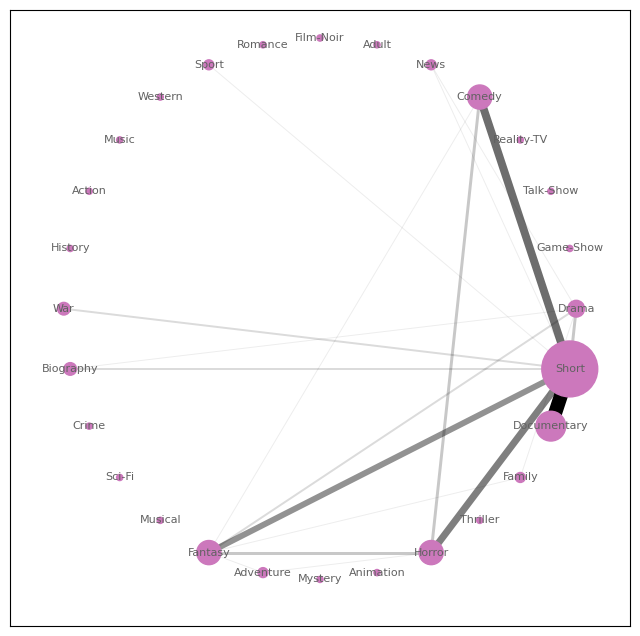 Film-Noir
Romance
Adult
Sport
News
Western
Comedy
Music
Reality-TV
Action
Talk-Show
History
Game-Show
War
Drama
Biography
Short
Crime
Documentary
Sci-Fi
Family
Musical
Thriller
Fantasy
Horror
Adventure
Animation
Mystery